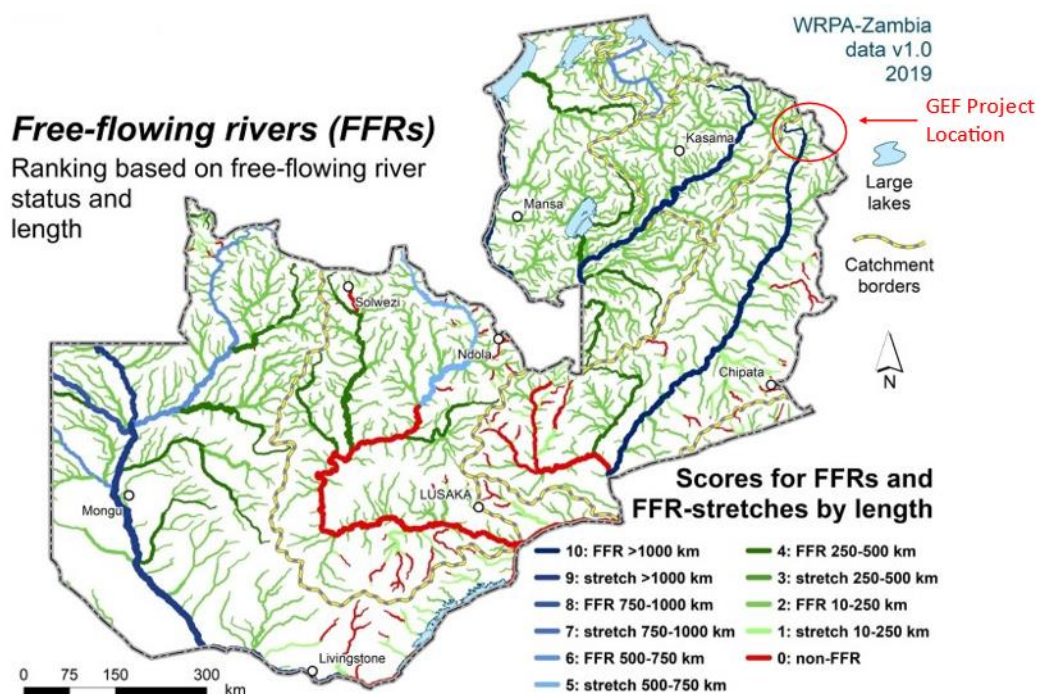 WRPA-Zambia
data v1.0
2019
GEF Project
Location
Free-flowing rivers (FFRs)
Ranking based on free-flowing river
status and
length
Kasama
Mansa
Large
lakes
Catchment
borders
Solwezi
Ndola
N
Chipata
Mongu
LUSAKA
Livingstone
Scores for FFRs and
FFR-stretches by length
10: FFR >1000 km
9: stretch >1000 km
8: FFR 750-1000 km
7: stretch 750-1000 km
6: FFR 500-750 km
5: stretch 500-750 km
4: FFR 250-500 km
3: stretch 250-500 km
2: FFR 10-250 km
1: stretch 10-250 km
0: non-FFR
0 75 150 300
km